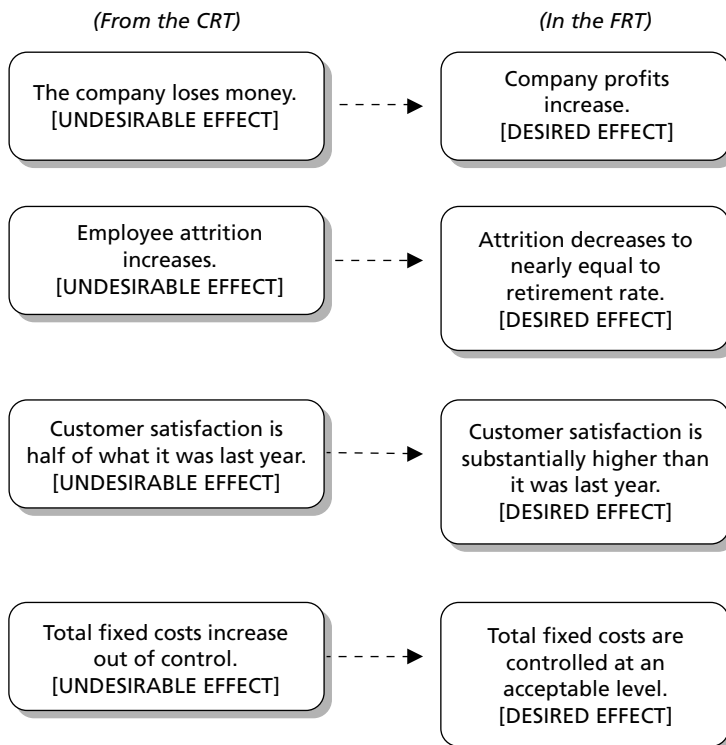 (From the CRT)
(In the FRT)
The company loses money.
[UNDESIRABLE EFFECT]
Company profits
increase.
[DESIRED EFFECT]
Employee attrition
increases.
[UNDESIRABLE EFFECT]
Attrition decreases to
nearly equal to
retirement rate.
[DESIRED EFFECT]
Customer satisfaction is
half of what it was last year.
[UNDESIRABLE EFFECT]
Customer satisfaction is
substantially higher than
it was last year.
[DESIRED EFFECT]
Total fixed costs increase
out of control.
[UNDESIRABLE EFFECT]
Total fixed costs are
controlled at an
acceptable level.
[DESIRED EFFECT]